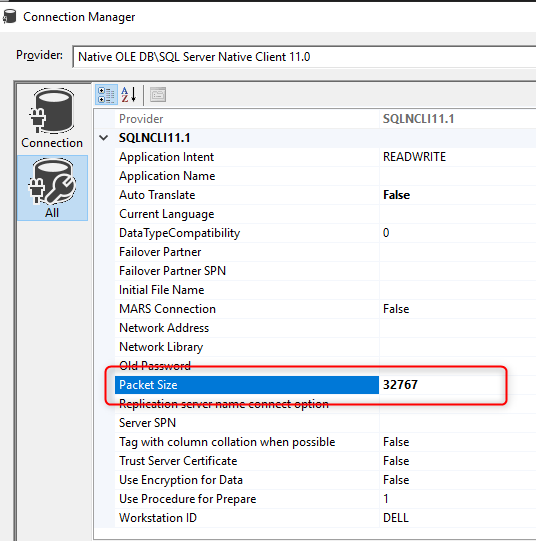 Connection Manager
Provider: Native OLE DB\SQL Server Native Client 11.0
Connection
All
Provider SQLNCLI11.1
SQLNCLI11.1
Application Intent READWRITE
Application Name
Auto Translate False
Current Language
DataTypeCompatibility 0
Failover Partner
Failover Partner SPN
Initial File Name
MARS Connection False
Network Address
Network Library
Old Password
Packet Size 32767
Replication server name connect option
Server SPN
Tag with column collation when possible False
Trust Server Certificate False
Use Encryption for Data False
Use Procedure for Prepare 1
Workstation ID DELL